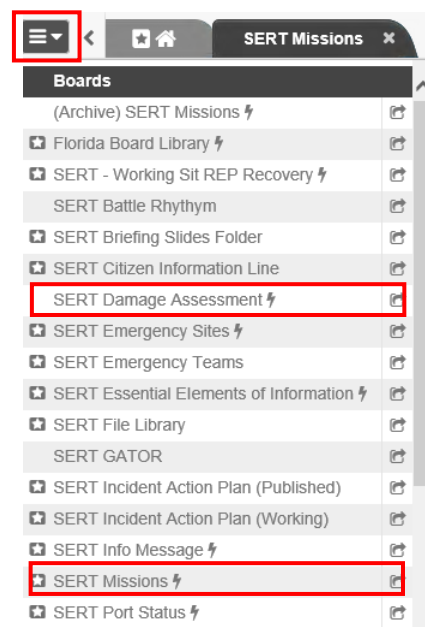 SERT Missions
Boards
(Archive) SERT Missions
Florida Board Library
SERT - Working Sit REP Recovery
SERT Battle Rhythym
SERT Briefing Slides Folder
SERT Citizen Information Line
SERT Damage Assessment
SERT Emergency Sites
SERT Emergency Teams
SERT Essential Elements of Information
SERT File Library
SERT GATOR
SERT Incident Action Plan (Published)
SERT Incident Action Plan (Working)
SERT Info Message
SERT Missions
SERT Port Status